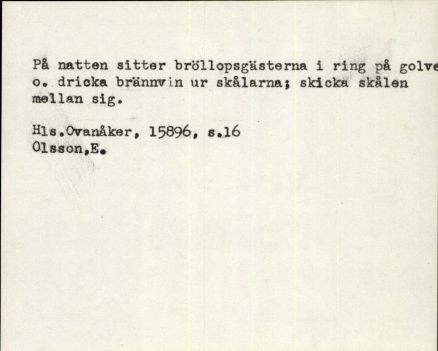 På natten sitter bröllopsgästerna i ring på golve
o. dricka brännvin ur skålarna; skicka skålen
mellan sig.
Hls.Ovanåker, 15896, s.16
Olsson,E.